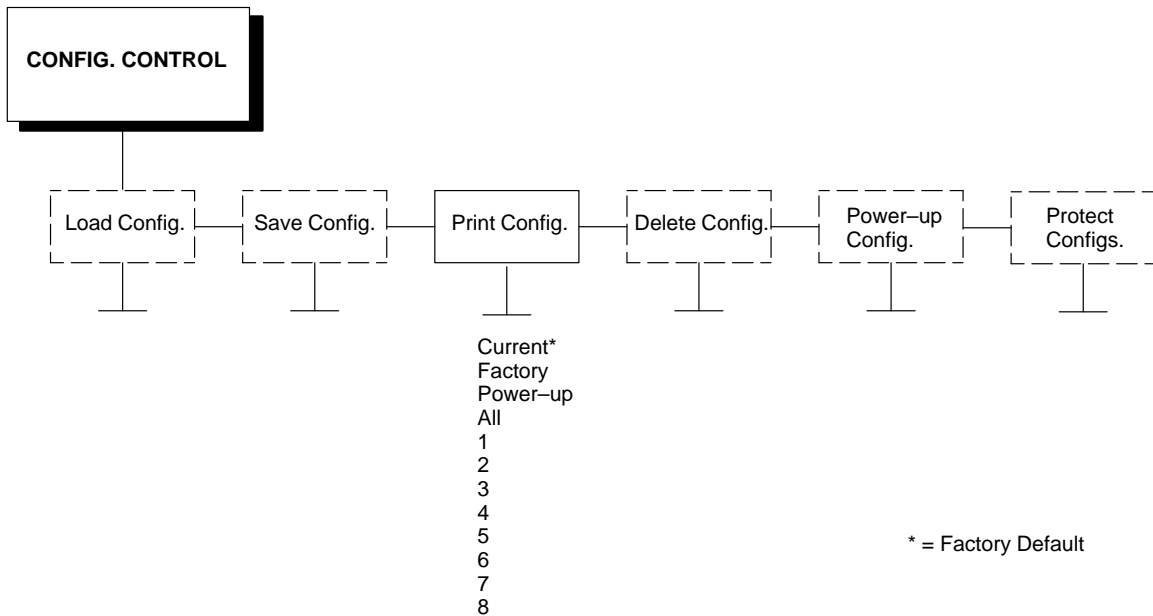 CONFIG. CONTROL
Load Config.
Save Config.
Print Config.
Delete Config.
Power–up
Config.
Protect
Configs.
Current*
Factory
Power–up
All
1
2
3
4
5
6
7
8
* = Factory Default